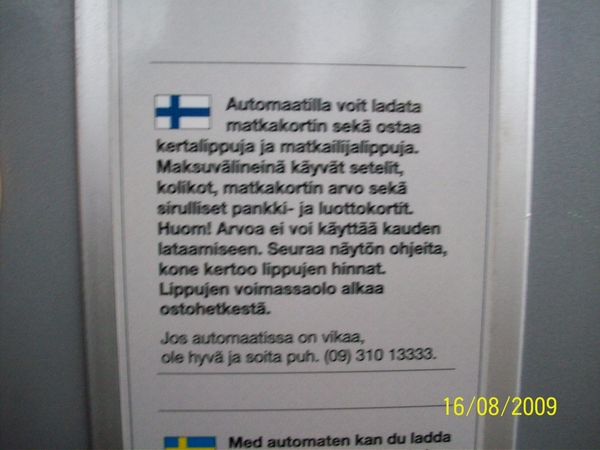 Automaatilla voit ladata
matkakortin sekä ostaa
kertalippuja ja matkailijalippuja.
Maksuvälineinä käyvät setelit,
kolikot, matkakortin arvo sekä
sirulliset pankki- ja luottokortit.
Huom! Arvoa ei voi käyttää kauden
lataamiseen. Seuraa näytön ohjeita,
kone kertoo lippujen hinnat.
Lippujen voimassaolo alkaa
ostohetkestä.
Jos automaatissa on vikaa,
ole hyvä ja soita puh. (09) 310 13333.
16/08/2009
Med automaten kan du ladda